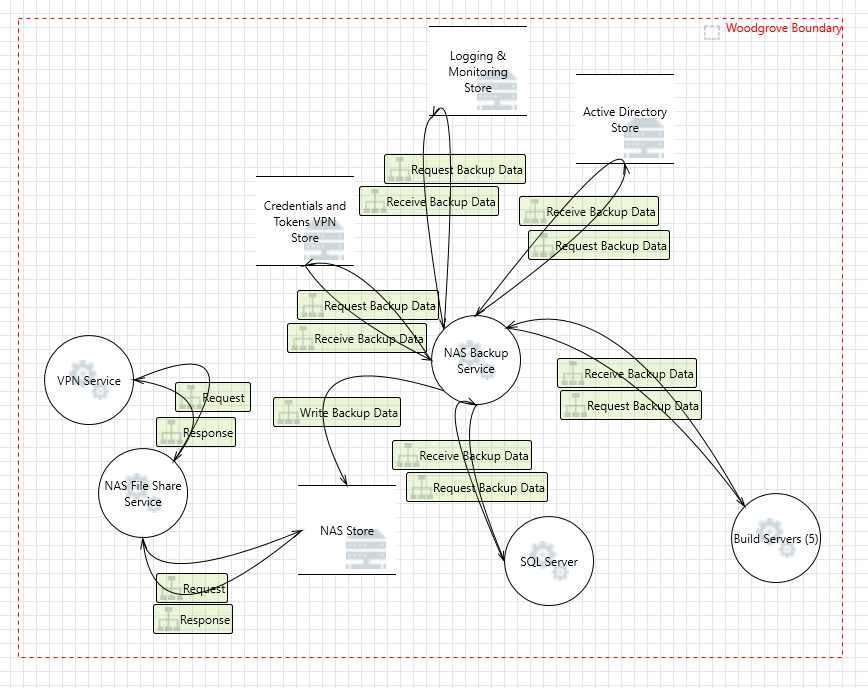 Woodgrove Boundary
Logging &
Monitoring
Store
Active Directory
Store
Request Backup Data
Receive Backup Data
Credentials and
Tokens VPN
Store
Receive Backup Data
Request Backup Data
Request Backup Data
Receive Backup Data
NAS Backup
Service
VPN Service
Receive Backup Data
Request Backup Data
Request
Response
Write Backup Data
Receive Backup Data
Request Backup Data
NAS File Share
Service
NAS Store
SQL Server
Build Servers (5)
Request
Response